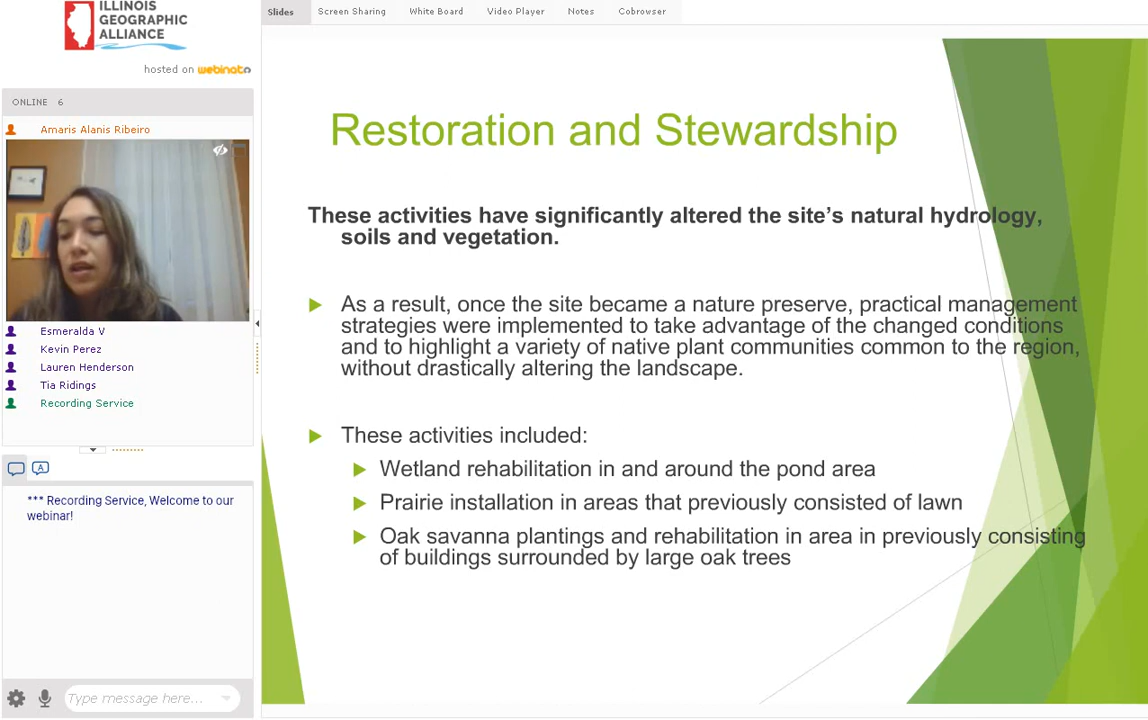 ILLINOIS
GEOGRAPHIC
ALLIANCE
hosted on webinato
Slides
Screen Sharing
White Board
Video Player
Notes
Cobrowser
ONLINE 6
Amaris Alanis Ribeiro
Esmeralda V
Kevin Perez
Lauren Henderson
Tia Ridings
Recording Service
A
*** Recording Service, Welcome to our
webinar!
Type message here...
Restoration and Stewardship
These activities have significantly altered the site's natural hydrology,
soils and vegetation.
As a result, once the site became a nature preserve, practical management
strategies were implemented to take advantage of the changed conditions
and to highlight a variety of native plant communities common to the region,
without drastically altering the landscape.
These activities included:
Wetland rehabilitation in and around the pond area
Prairie installation in areas that previously consisted of lawn
Oak savanna plantings and rehabilitation in area in previously consisting
of buildings surrounded by large oak trees